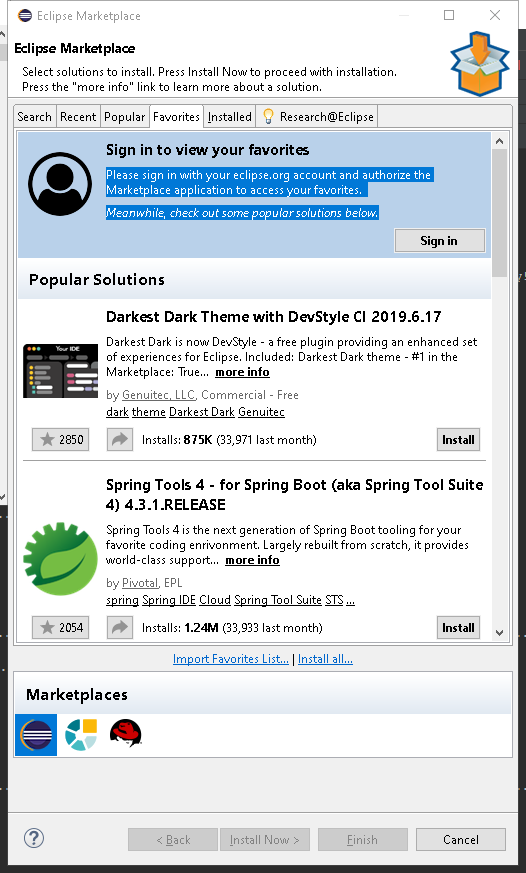 Eclipse Marketplace
Eclipse Marketplace
Select solutions to install. Press Install Now to proceed with installation.
Press the "more info" link to learn more about a solution.
Search Recent Popular Favorites Installed Research@Eclipse
Sign in to view your favorites
Please sign in with your eclipse.org account and authorize the
Marketplace application to access your favorites.
Meanwhile, check out some popular solutions below.
Sign in
Popular Solutions
Darkest Dark Theme with DevStyle CI 2019.6.17
Your IDE
Darkest Dark is now DevStyle - a free plugin providing an enhanced set
of experiences for Eclipse. Included: Darkest Dark theme - #1 in the
Marketplace: True... more info
by Genuitec, LLC, Commercial - Free
dark theme Darkest Dark Genuitec
2850 Installs: 875K (33,971 last month) Install
Spring Tools 4 - for Spring Boot (aka Spring Tool Suite
4) 4.3.1.RELEASE
Spring Tools 4 is the next generation of Spring Boot tooling for your
favorite coding enrivonment. Largely rebuilt from scratch, it provides
world-class support... more info
by Pivotal, EPL
spring Spring IDE Cloud Spring Tool Suite STS ...
2054 Installs: 1.24M (33,933 last month) Install
Import Favorites List... | Install all...
Marketplaces
? < Back Install Now > Finish Cancel